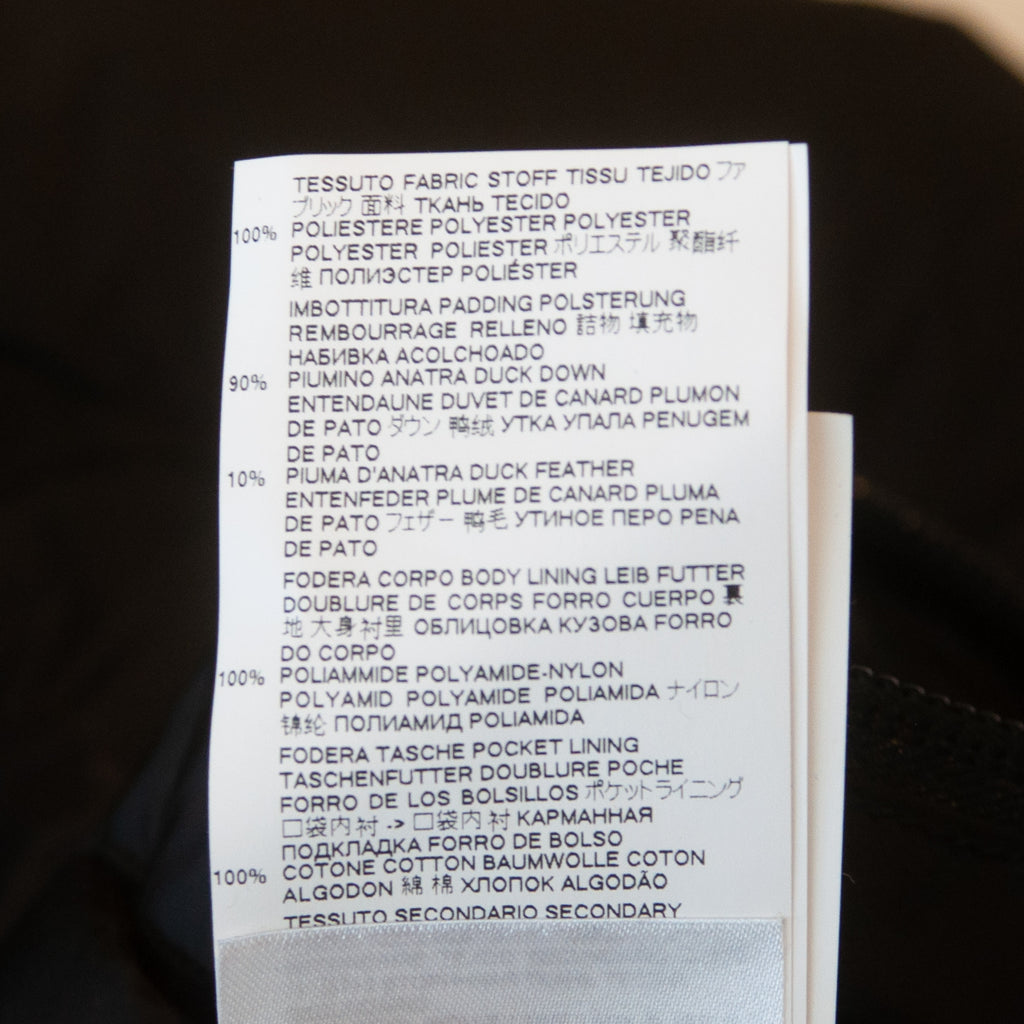 TESSUTO FABRIC STOFF TISSU TEJIDO ファ
ブリック 面料 ТКАНЬ TECIDO
100% POLIESTERE POLYESTER POLYESTER
POLYESTER POLIESTER ポリエステル 聚酯纤
维 ПОЛИЭСТЕР POLIÉSTER
IMBOTTITURA PADDING POLSTERUNG
REMBOURRAGE RELLENO 詰物 填充物
НАБИВКА ACOLCHOADO
90% PIUMINO ANATRA DUCK DOWN
ENTENDAUNE DUVET DE CANARD PLUMON
DE PATO ダウン 鸭绒 УТКА УПАЛА PENUGEM
DE PATO
10% PIUMA D'ANATRA DUCK FEATHER
ENTENFEDER PLUME DE CANARD PLUMA
DE PATO フェザー 鸭毛 УТИНОЕ ПЕРО PENA
DE PATO
FODERA CORPO BODY LINING LEIB FUTTER
DOUBLURE DE CORPS FORRO CUERPO 裏
地 大身衬里 ОБЛИЦОВКА КУЗОВА FORRO
DO CORPO
100% POLIAMMIDE POLYAMIDE-NYLON
POLYAMID POLYAMIDE POLIAMIDA ナイロン
锦纶 ПОЛИАМИД POLIAMIDA
FODERA TASCHE POCKET LINING
TASCHENFUTTER DOUBLURE POCHE
FORRO DE LOS BOLSILLOS ポケットライニング
口袋内衬 -> 口袋内衬 КАРМАННАЯ
ПОДКЛАДКА FORRO DE BOLSO
100% COTONE COTTON BAUMWOLLE COTON
ALGODON 綿 棉 ХЛОПОК ALGODÃO
TESSUTO SECONDARIO SECONDARY